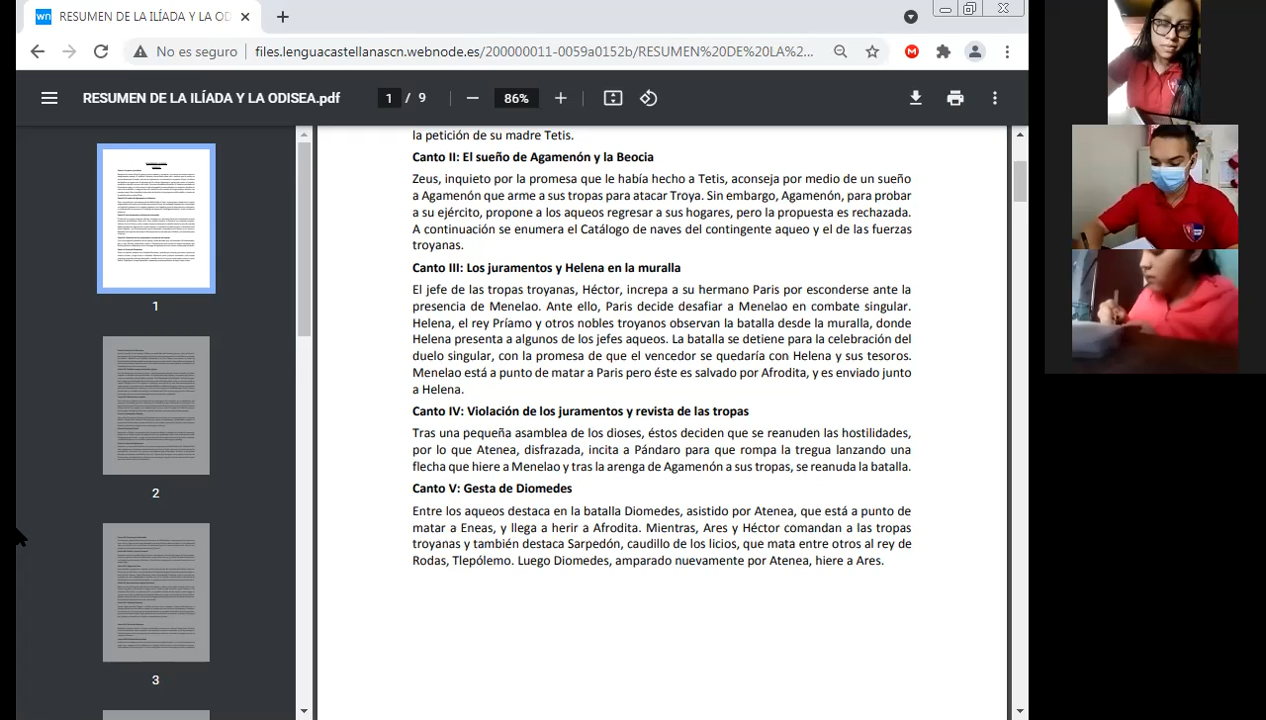 RESUMEN DE LA ILÍADA Y LA OD
No es seguro
files.lenguacastellanascn.webnode.es/200000011-0059a0152b/RESUMEN%20DE%20LA%2...
RESUMEN DE LA ILÍADA Y LA ODISEA.pdf
1 / 9
86%
la petición de su madre Tetis.
Canto II: El sueño de Agamenón y la Beocia
Zeus, inquieto por la promesa que le había hecho a Tetis, aconseja por medio de un sueño
a Agamenón que arme a sus tropas para atacar Troya. Sin embargo, Agamenón, para probar
a su ejército, propone a los aqueos regresar a sus hogares, pero la propuesta es rechazada.
A continuación se enumera el Catálogo de naves del contingente aqueo y el de las fuerzas
troyanas.
Canto III: Los juramentos y Helena en la muralla
El jefe de las tropas troyanas, Héctor, increpa a su hermano Paris por esconderse ante la
presencia de Menelao. Ante ello, Paris decide desafiar a Menelao en combate singular.
Helena, el rey Príamo y otros nobles troyanos observan la batalla desde la muralla, donde
Helena presenta a algunos de los jefes aqueos. La batalla se detiene para la celebración del
duelo singular, con la promesa de que el vencedor se quedaría con Helena y sus tesoros.
Menelao está a punto de matar a Paris pero éste es salvado por Afrodita, y es enviado junto
a Helena.
Canto IV: Violación de los juramentos y revista de las tropas
Tras una pequeña asamblea de los dioses, éstos deciden que se reanuden las hostilidades,
por lo que Atenea, disfrazada, incita a Pándaro para que rompa la tregua lanzando una
flecha que hiere a Menelao y tras la arenga de Agamenón a sus tropas, se reanuda la batalla.
Canto V: Gesta de Diomedes
Entre los aqueos destaca en la batalla Diomedes, asistido por Atenea, que está a punto de
matar a Eneas, y llega a herir a Afrodita. Mientras, Ares y Héctor comandan a las tropas
troyanas y también destaca Sarpedón, caudillo de los licios, que mata entre otros al rey de
Rodas, Tlepólemo. Luego Diomedes, amparado nuevamente por Atenea, hiere a Ares.
1
2
3